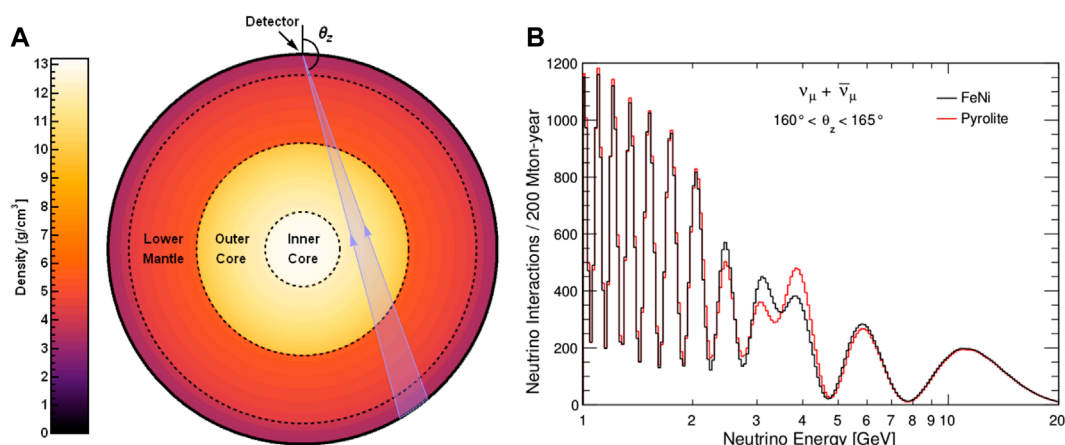 A
Detector
θz
Density [g/cm³]
13
12
11
10
9
8
7
6
5
4
3
2
1
0
Lower
Mantle
Outer
Core
Inner
Core
B
Neutrino Interactions / 200 Mton-year
1200
1000
800
600
400
200
0
νμ + ν̄μ
160° < θz < 165°
FeNi
Pyrolite
1 2 3 4 5 6 7 8 9 10 20
Neutrino Energy [GeV]